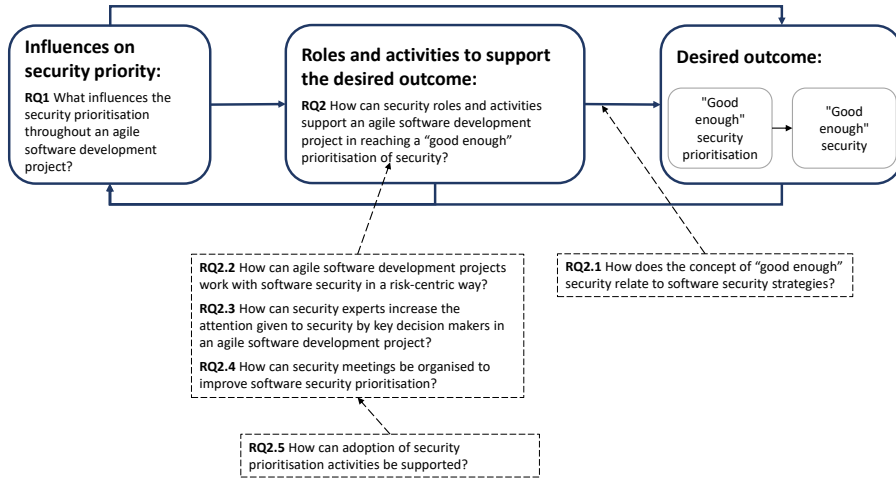 Influences on
security priority:
RQ1 What influences the
security prioritisation
throughout an agile
software development
project?
Roles and activities to support
the desired outcome:
RQ2 How can security roles and activities
support an agile software development
project in reaching a “good enough”
prioritisation of security?
Desired outcome:
"Good
enough"
security
prioritisation
"Good
enough"
security
RQ2.2 How can agile software development projects
work with software security in a risk-centric way?
RQ2.3 How can security experts increase the
attention given to security by key decision makers in
an agile software development project?
RQ2.4 How can security meetings be organised to
improve software security prioritisation?
RQ2.1 How does the concept of “good enough”
security relate to software security strategies?
RQ2.5 How can adoption of security
prioritisation activities be supported?